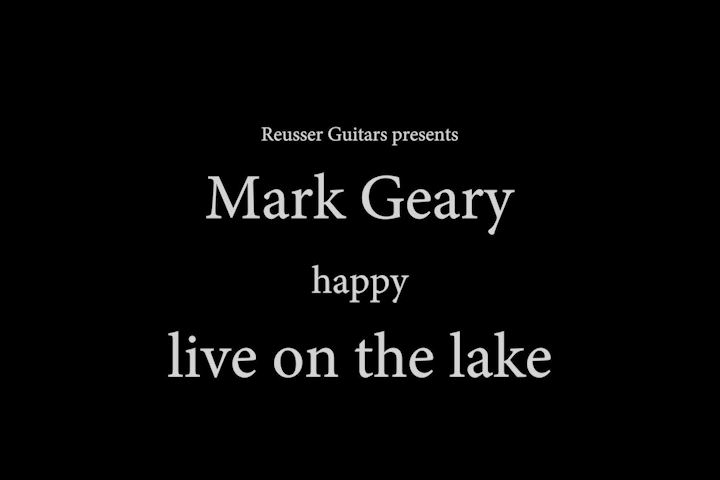 Reusser Guitars presents
Mark Geary
happy
live on the lake